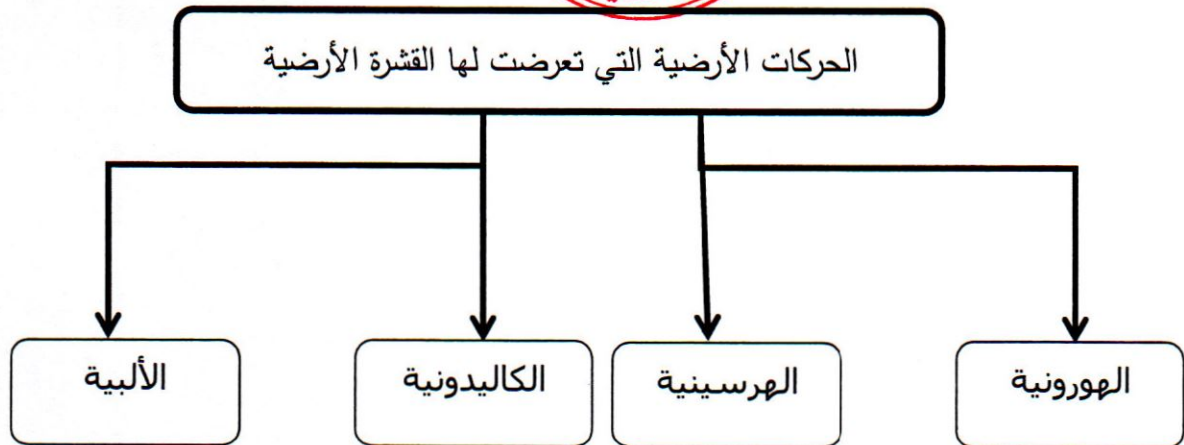 الحركات الأرضية التي تعرضت لها القشرة الأرضية
الهورونية
الهرسينية
الكاليدونية
الألبية